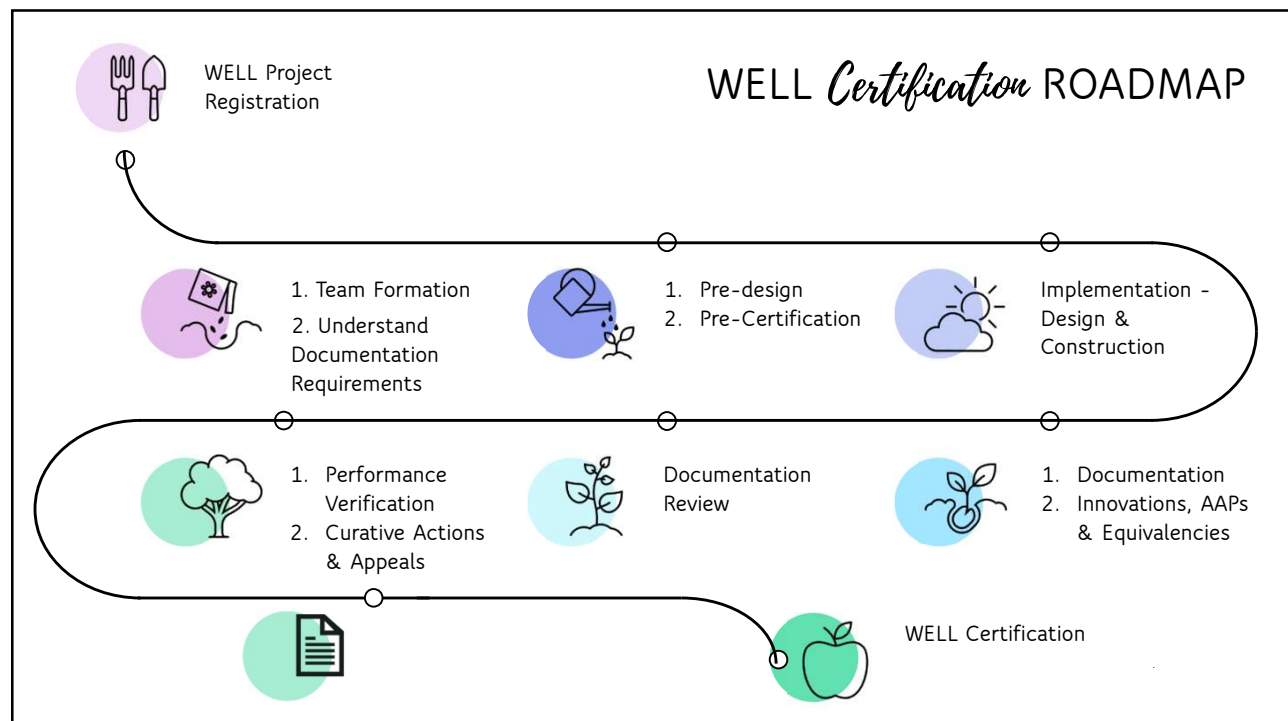 WELL Project
Registration
WELL Certification ROADMAP
1. Team Formation
2. Understand
Documentation
Requirements
1. Pre-design
2. Pre-Certification
Implementation -
Design &
Construction
1. Performance
Verification
2. Curative Actions
& Appeals
Documentation
Review
1. Documentation
2. Innovations, AAPs
& Equivalencies
WELL Certification